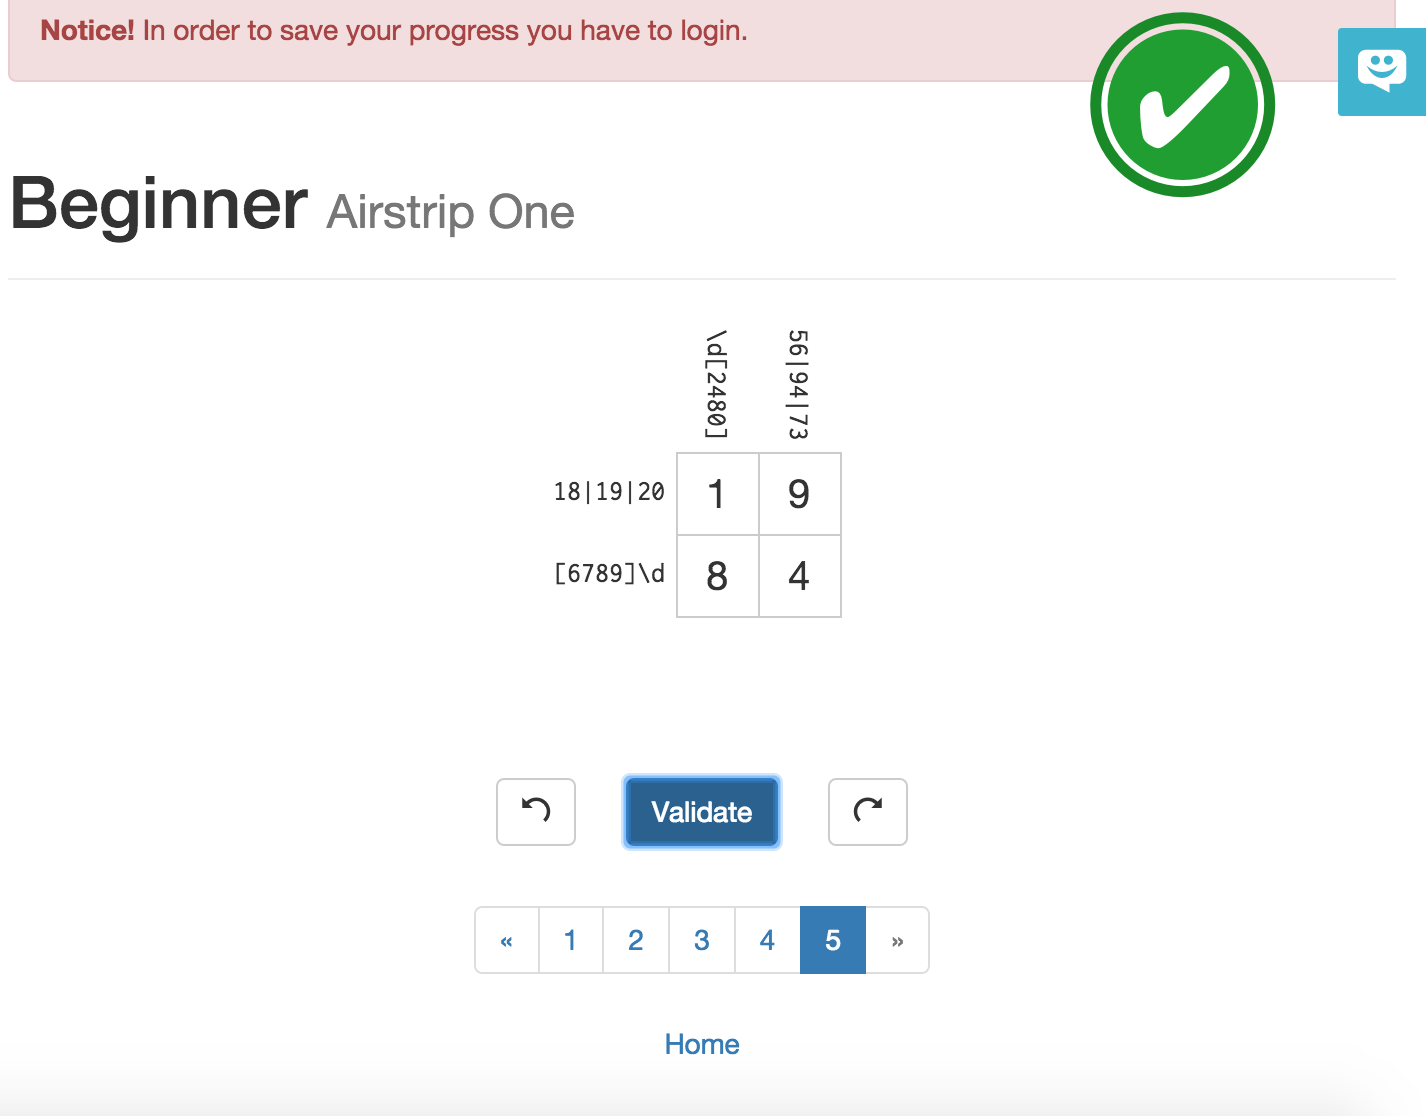 Notice! In order to save your progress you have to login.
Beginner Airstrip One
\d[2480]
56|94|73
18|19|20
1 9
[6789]\d
8 4
Validate
« 1 2 3 4 5 »
Home